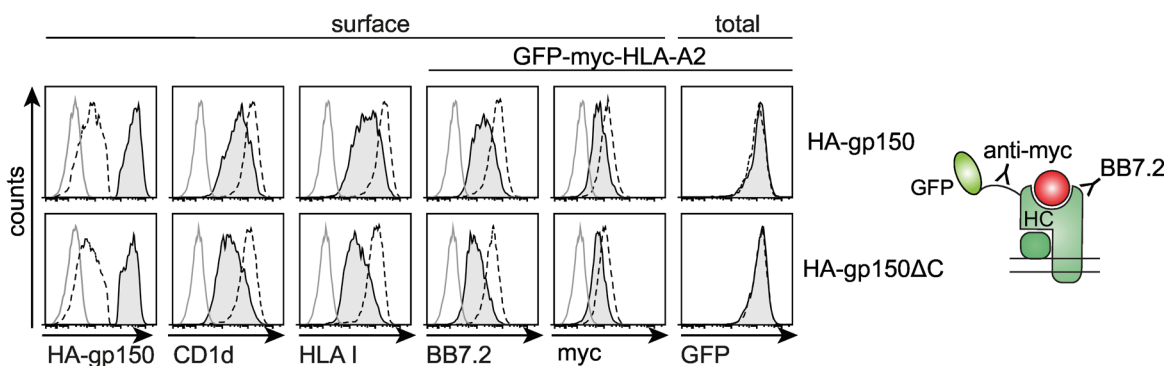 surface total
GFP-myc-HLA-A2
counts
HA-gp150
HA-gp150ΔC
HA-gp150 CD1d HLA I BB7.2 myc GFP
anti-myc
BB7.2
GFP
HC